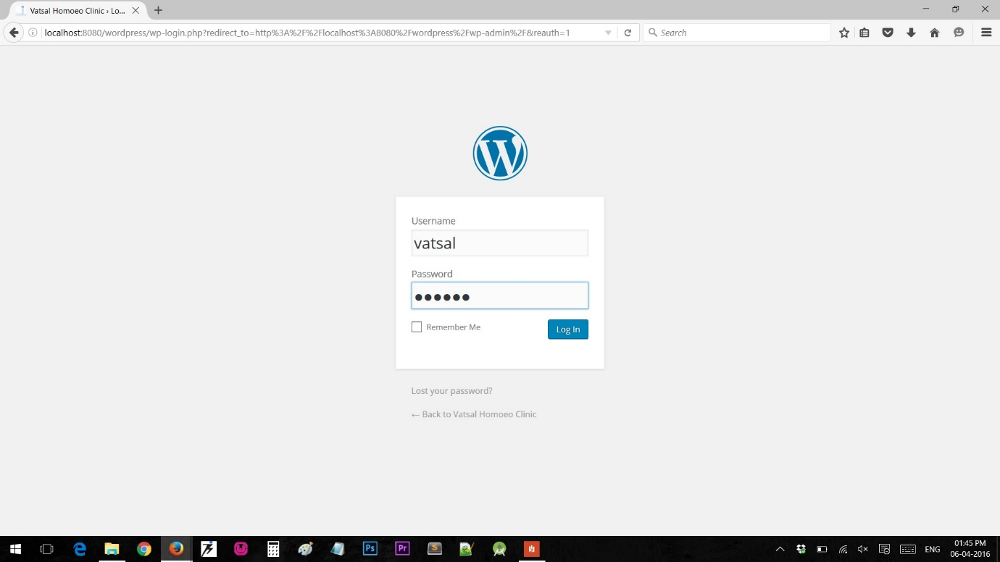 Vatsal Homoeo Clinic › Lo...
localhost:8080/wordpress/wp-login.php?redirect_to=http%3A%2F%2Flocalhost%3A8080%2Fwordpress%2Fwp-admin%2F&reauth=1
Search
Username
vatsal
Password
Remember Me
Log In
Lost your password?
← Back to Vatsal Homoeo Clinic
Ps
Pr
S
ENG
01:45 PM
06-04-2016